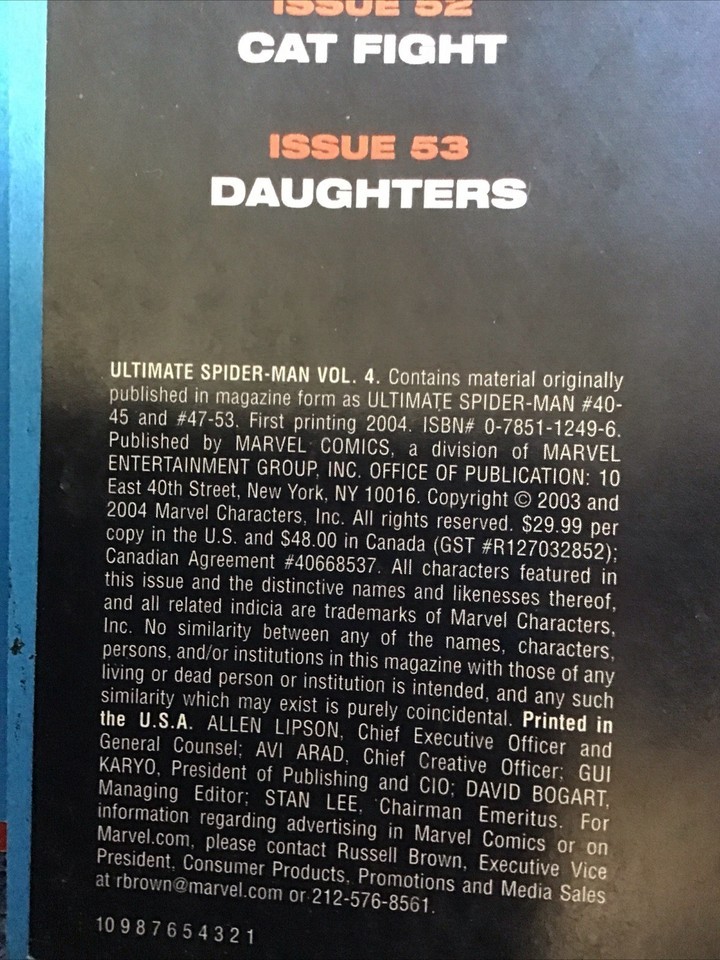 ISSUE 52
CAT FIGHT
ISSUE 53
DAUGHTERS
ULTIMATE SPIDER-MAN VOL. 4. Contains material originally
published in magazine form as ULTIMATE SPIDER-MAN #40-
45 and #47-53. First printing 2004. ISBN# 0-7851-1249-6.
Published by MARVEL COMICS, a division of MARVEL
ENTERTAINMENT GROUP, INC. OFFICE OF PUBLICATION: 10
East 40th Street, New York, NY 10016. Copyright © 2003 and
2004 Marvel Characters, Inc. All rights reserved. $29.99 per
copy in the U.S. and $48.00 in Canada (GST #R127032852);
Canadian Agreement #40668537. All characters featured in
this issue and the distinctive names and likenesses thereof,
and all related indicia are trademarks of Marvel Characters,
Inc. No similarity between any of the names, characters,
persons, and/or institutions in this magazine with those of any
living or dead person or institution is intended, and any such
similarity which may exist is purely coincidental. Printed in
the U.S.A. ALLEN LIPSON, Chief Executive Officer and
General Counsel; AVI ARAD, Chief Creative Officer; GUI
KARYO, President of Publishing and CIO; DAVID BOGART,
Managing Editor; STAN LEE, Chairman Emeritus. For
information regarding advertising in Marvel Comics or on
Marvel.com, please contact Russell Brown, Executive Vice
President, Consumer Products, Promotions and Media Sales
at rbrown@marvel.com or 212-576-8561.
10 9 8 7 6 5 4 3 2 1